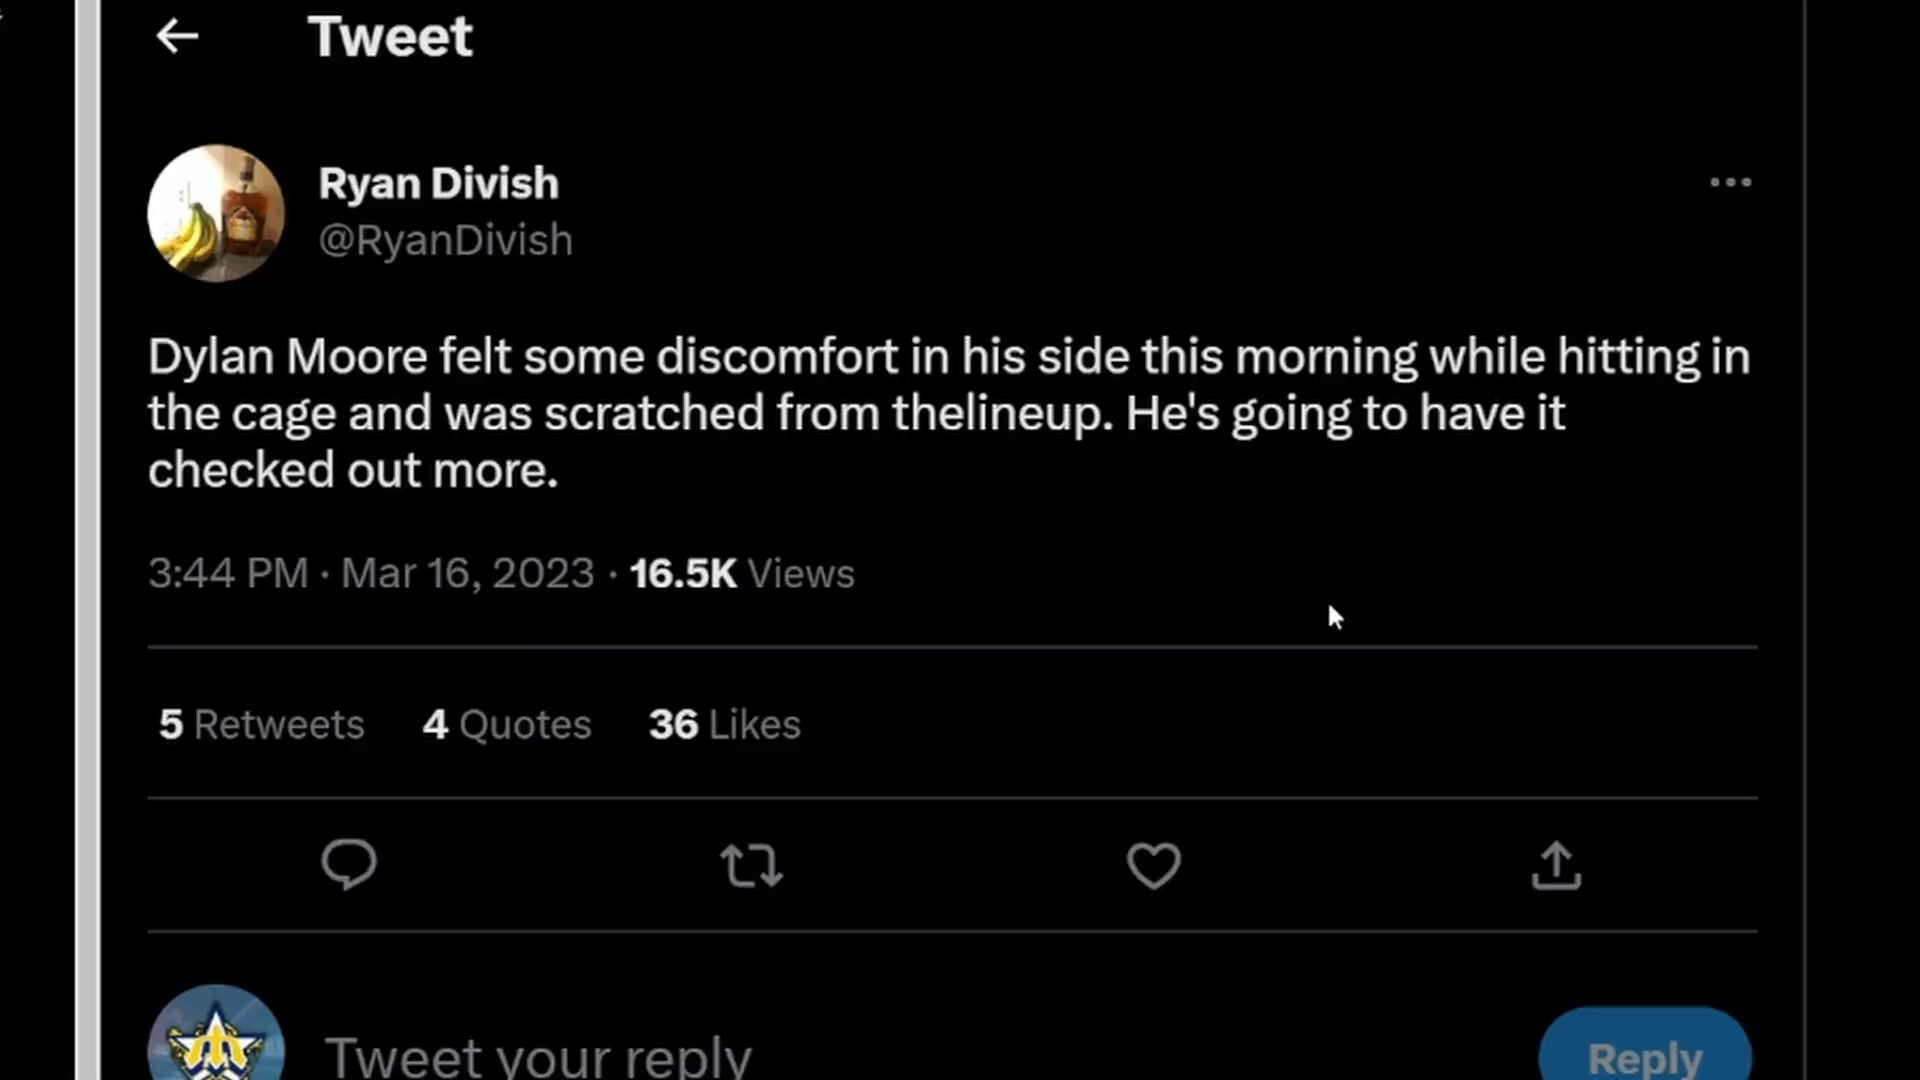 Tweet
Ryan Divish
@RyanDivish
Dylan Moore felt some discomfort in his side this morning while hitting in
the cage and was scratched from thelineup. He's going to have it
checked out more.
3:44 PM · Mar 16, 2023 · 16.5K Views
5 Retweets 4 Quotes 36 Likes
Tweet your reply
Reply